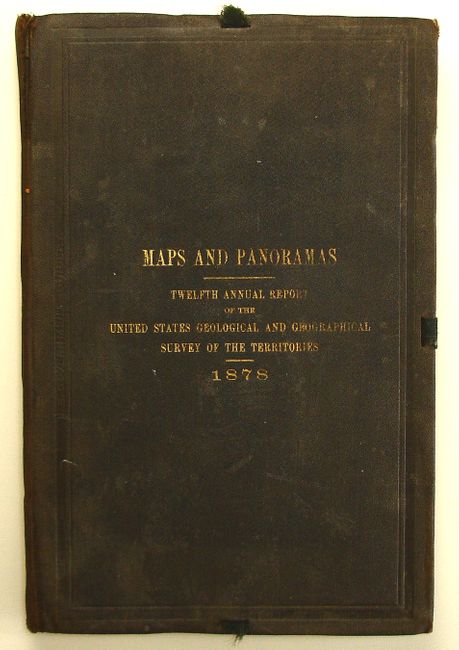 MAPS AND PANORAMAS
TWELFTH ANNUAL REPORT
OF THE
UNITED STATES GEOLOGICAL AND GEOGRAPHICAL
SURVEY OF THE TERRITORIES
1878